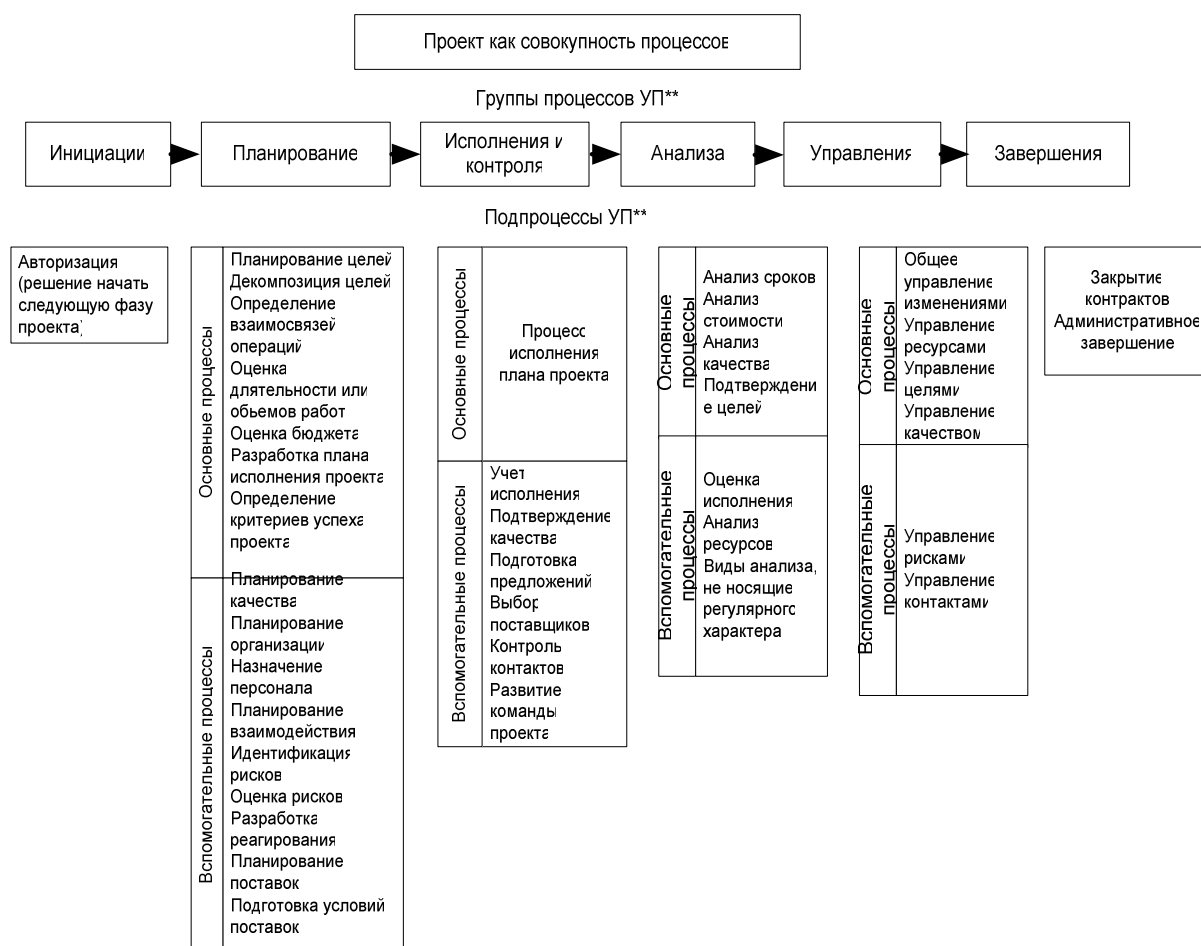 Проект как совокупность процессов
Группы процессов УП**
Инициации
Планирование
Исполнения и
контроля
Анализа
Управления
Завершения
Подпроцессы УП**
Авторизация
(решение начать
следующую фазу
проекта)
Основные процессы
Планирование целей
Декомпозиция целей
Определение
взаимосвязей
операций
Оценка
длятельности или
обьемов работ
Оценка бюджета
Разработка плана
исполнения проекта
Определение
критериев успеха
проекта
Вспомогательные процессы
Планирование
качества
Планирование
организации
Назначение
персонала
Планирование
взаимодействия
Идентификация
рисков
Оценка рисков
Разработка
реагирования
Планирование
поставок
Подготовка условий
поставок
Основные процессы
Процесс
исполнения
плана проекта
Вспомогательные процессы
Учет
исполнения
Подтверждение
качества
Подготовка
предложений
Выбор
поставщиков
Контроль
контактов
Развитие
команды
проекта
Основные
процессы
Анализ сроков
Анализ
стоимости
Анализ
качества
Подтверждени
е целей
Вспомогательные
процессы
Оценка
исполнения
Анализ
ресурсов
Виды анализа,
не носящие
регулярного
характера
Основные
процессы
Общее
управление
изменениями
Управление
ресурсами
Управление
целями
Управление
качеством
Вспомогательные
процессы
Управление
рисками
Управление
контактами
Закрытие
контрактов
Административное
завершение